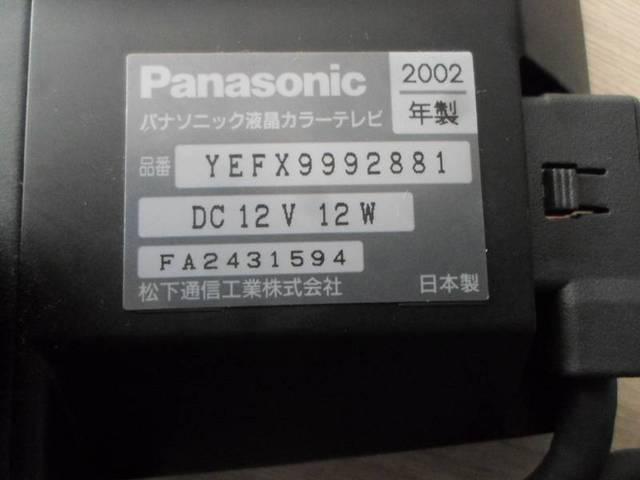 Panasonic
2002
年製
パナソニック液晶カラーテレビ
品番 YEFX9992881
DC 12 V 12 W
FA2431594
松下通信工業株式会社
日本製